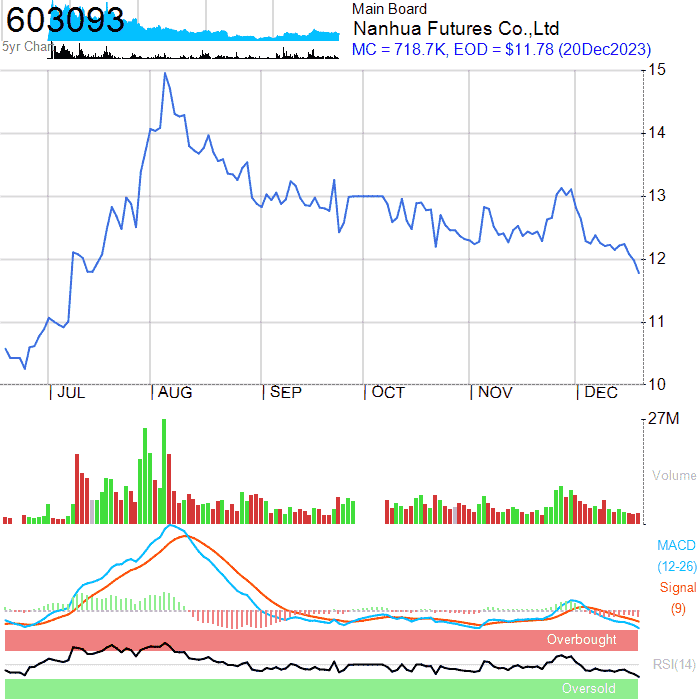 603093
Main Board
Nanhua Futures Co.,Ltd
5yr Chart
MC = 718.7K, EOD = $11.78 (20Dec2023)
15
14
13
12
11
10
| JUL | AUG | SEP | OCT | NOV | DEC
27M
Volume
MACD
(12-26)
Signal
(9)
Overbought
RSI(14)
Oversold